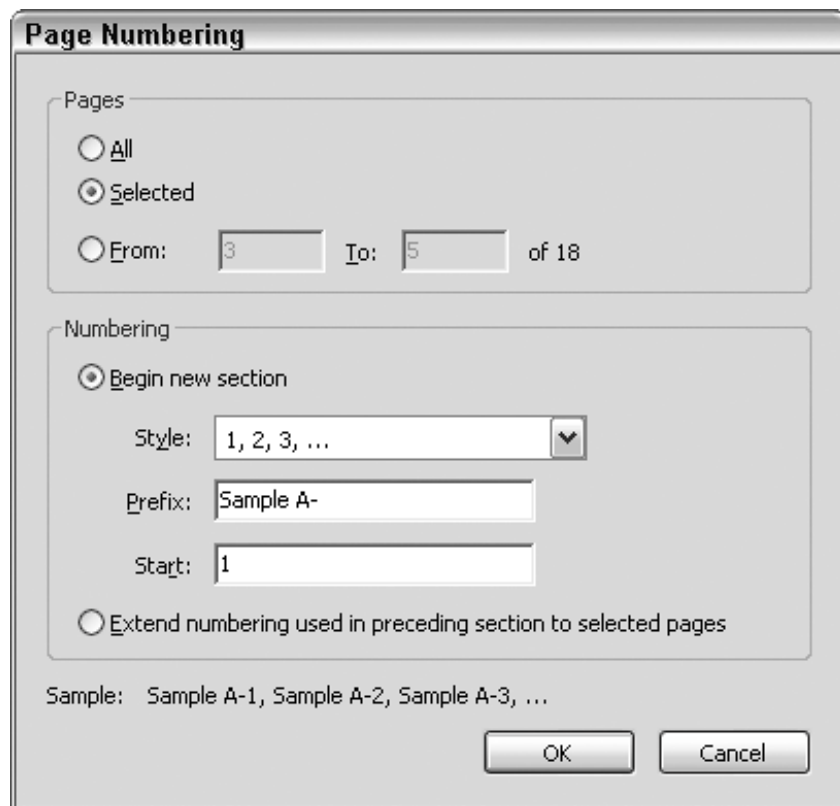 Page Numbering
Pages
All
Selected
From: 3 To: 5 of 18
Numbering
Begin new section
Style: 1, 2, 3, ...
Prefix: Sample A-
Start: 1
Extend numbering used in preceding section to selected pages
Sample: Sample A-1, Sample A-2, Sample A-3, ...
OK Cancel